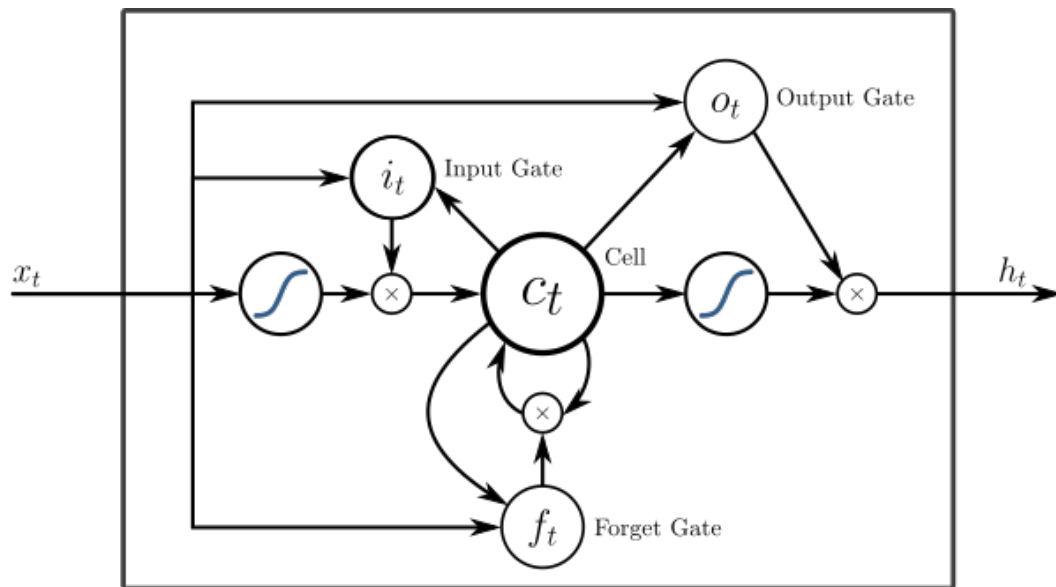 o_t Output Gate
i_t Input Gate
x_t
×
c_t
Cell
×
h_t
×
f_t Forget Gate